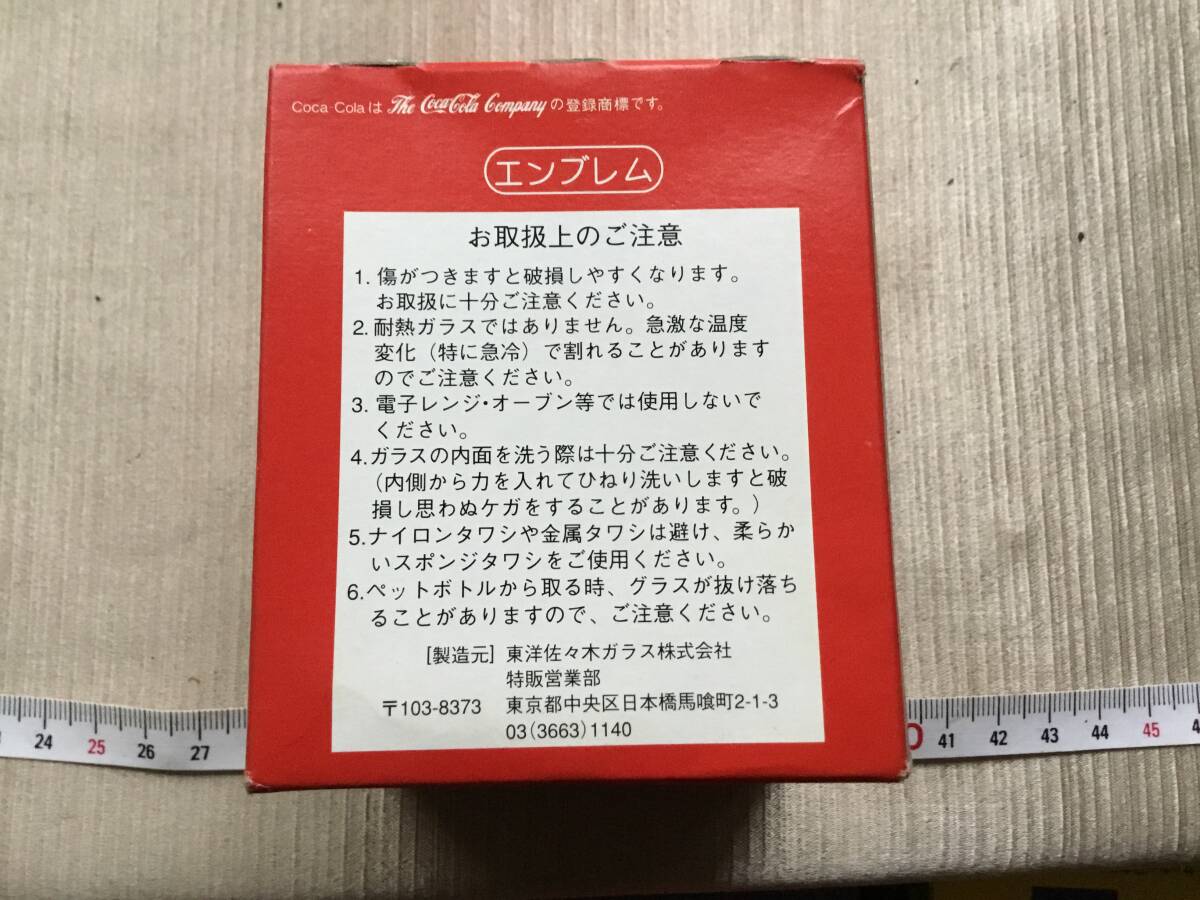 Coca-Colaは The Coca-Cola Company の登録商標です。
エンブレム
お取扱上のご注意
1. 傷がつきますと破損しやすくなります。
お取扱に十分ご注意ください。
2. 耐熱ガラスではありません。急激な温度
変化（特に急冷）で割れることがあります
のでご注意ください。
3. 電子レンジ・オーブン等では使用しないで
ください。
4. ガラスの内面を洗う際は十分ご注意ください。
（内側から力を入れてひねり洗いしますと破
損し思わぬケガをすることがあります。）
5. ナイロンタワシや金属タワシは避け、柔らか
いスポンジタワシをご使用ください。
6. ペットボトルから取る時、グラスが抜け落ち
ることがありますので、ご注意ください。
[製造元] 東洋佐々木ガラス株式会社
特販営業部
〒103-8373 東京都中央区日本橋馬喰町2-1-3
03(3663)1140
24 25 26 27 41 42 43 44 45